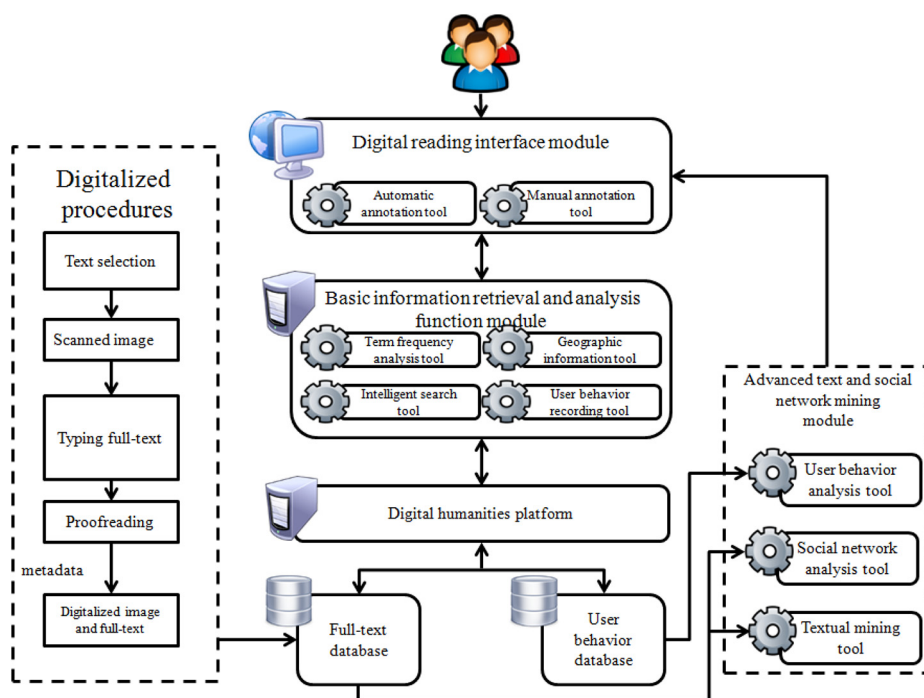 Digital reading interface module
Automatic
annotation tool
Manual annotation
tool
Digitalized
procedures
Text selection
Scanned image
Typing full-text
Proofreading
metadata
Digitalized image
and full-text
Basic information retrieval and analysis
function module
Term frequency
analysis tool
Geographic
information tool
Intelligent search
tool
User behavior
recording tool
Digital humanities platform
Full-text
database
User
behavior
database
Advanced text and social
network mining
module
User behavior
analysis tool
Social network
analysis tool
Textual mining
tool